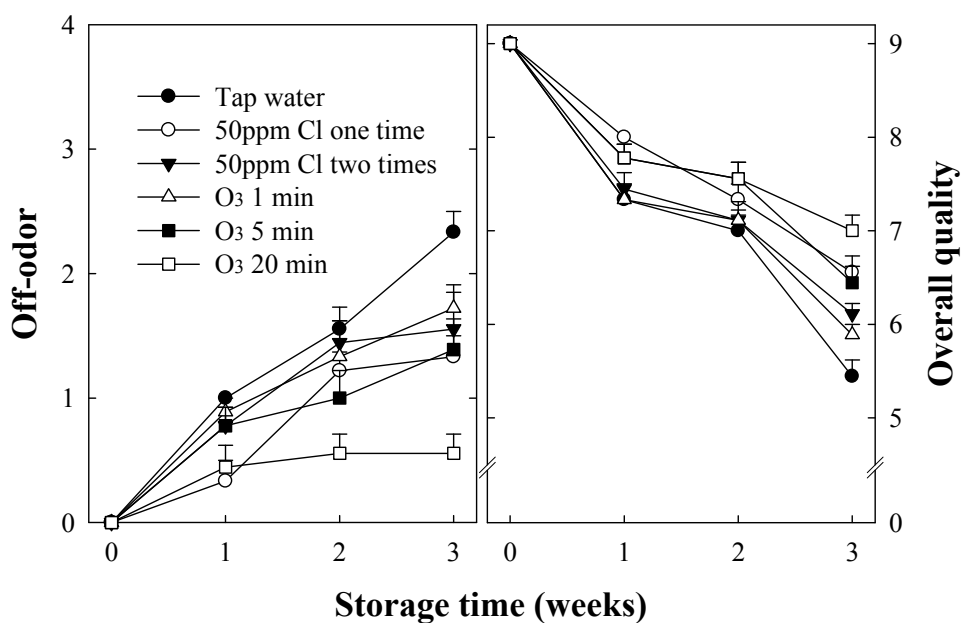 4
3
2
1
0
Off-odor
Tap water
50ppm Cl one time
50ppm Cl two times
O₃ 1 min
O₃ 5 min
O₃ 20 min
0 1 2 3
9
8
7
6
5
0
Overall quality
0 1 2 3
Storage time (weeks)